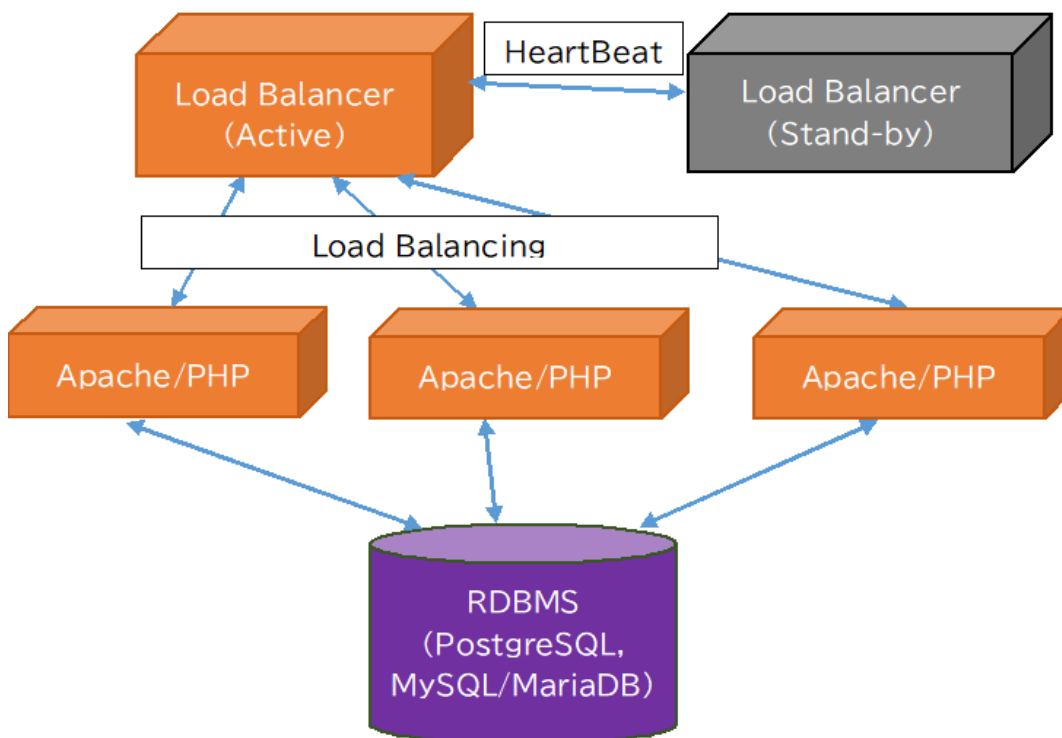 HeartBeat
Load Balancer
(Active)
Load Balancer
(Stand-by)
Load Balancing
Apache/PHP
Apache/PHP
Apache/PHP
RDBMS
(PostgreSQL,
MySQL/MariaDB)